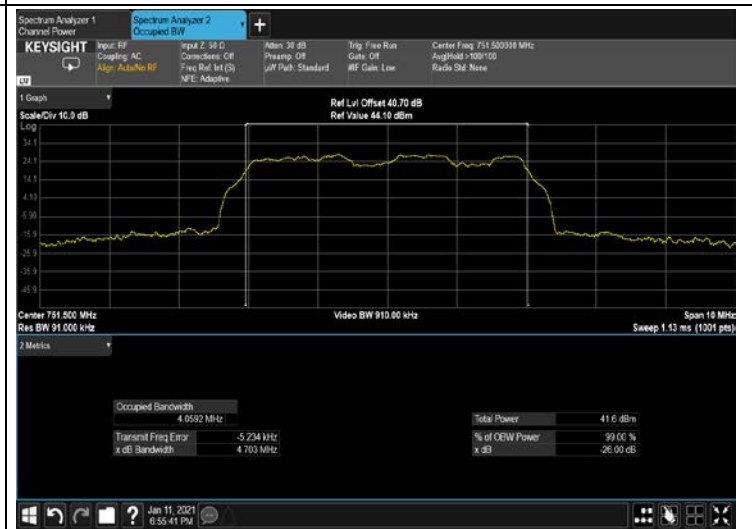 Spectrum Analyzer 1
Channel Power
Spectrum Analyzer 2
Occupied BW
+
KEYSIGHT
LXI
Input: RF
Coupling: AC
Align: Auto/No RF
Input Z: 50 Ω
Corrections: Off
Freq Ref: Int (S)
NFE: Adaptive
Atten: 30 dB
Preamp: Off
µW Path: Standard
Trig: Free Run
Gate: Off
#IF Gain: Low
Center Freq: 751.500000 MHz
Avg|Hold:>100/100
Radio Std: None
1 Graph
Scale/Div 10.0 dB
Ref Lvl Offset 40.70 dB
Ref Value 44.10 dBm
Log
34.1
24.1
14.1
4.10
-5.90
-15.9
-25.9
-35.9
-45.9
Center 751.500 MHz
Res BW 91.000 kHz
Video BW 910.00 kHz
Span 10 MHz
Sweep 1.13 ms (1001 pts)
2 Metrics
Occupied Bandwidth
4.0592 MHz
Transmit Freq Error -5.234 kHz
x dB Bandwidth 4.703 MHz
Total Power 41.6 dBm
% of OBW Power 99.00 %
x dB -26.00 dB
?
Jan 11, 2021
6:55:41 PM